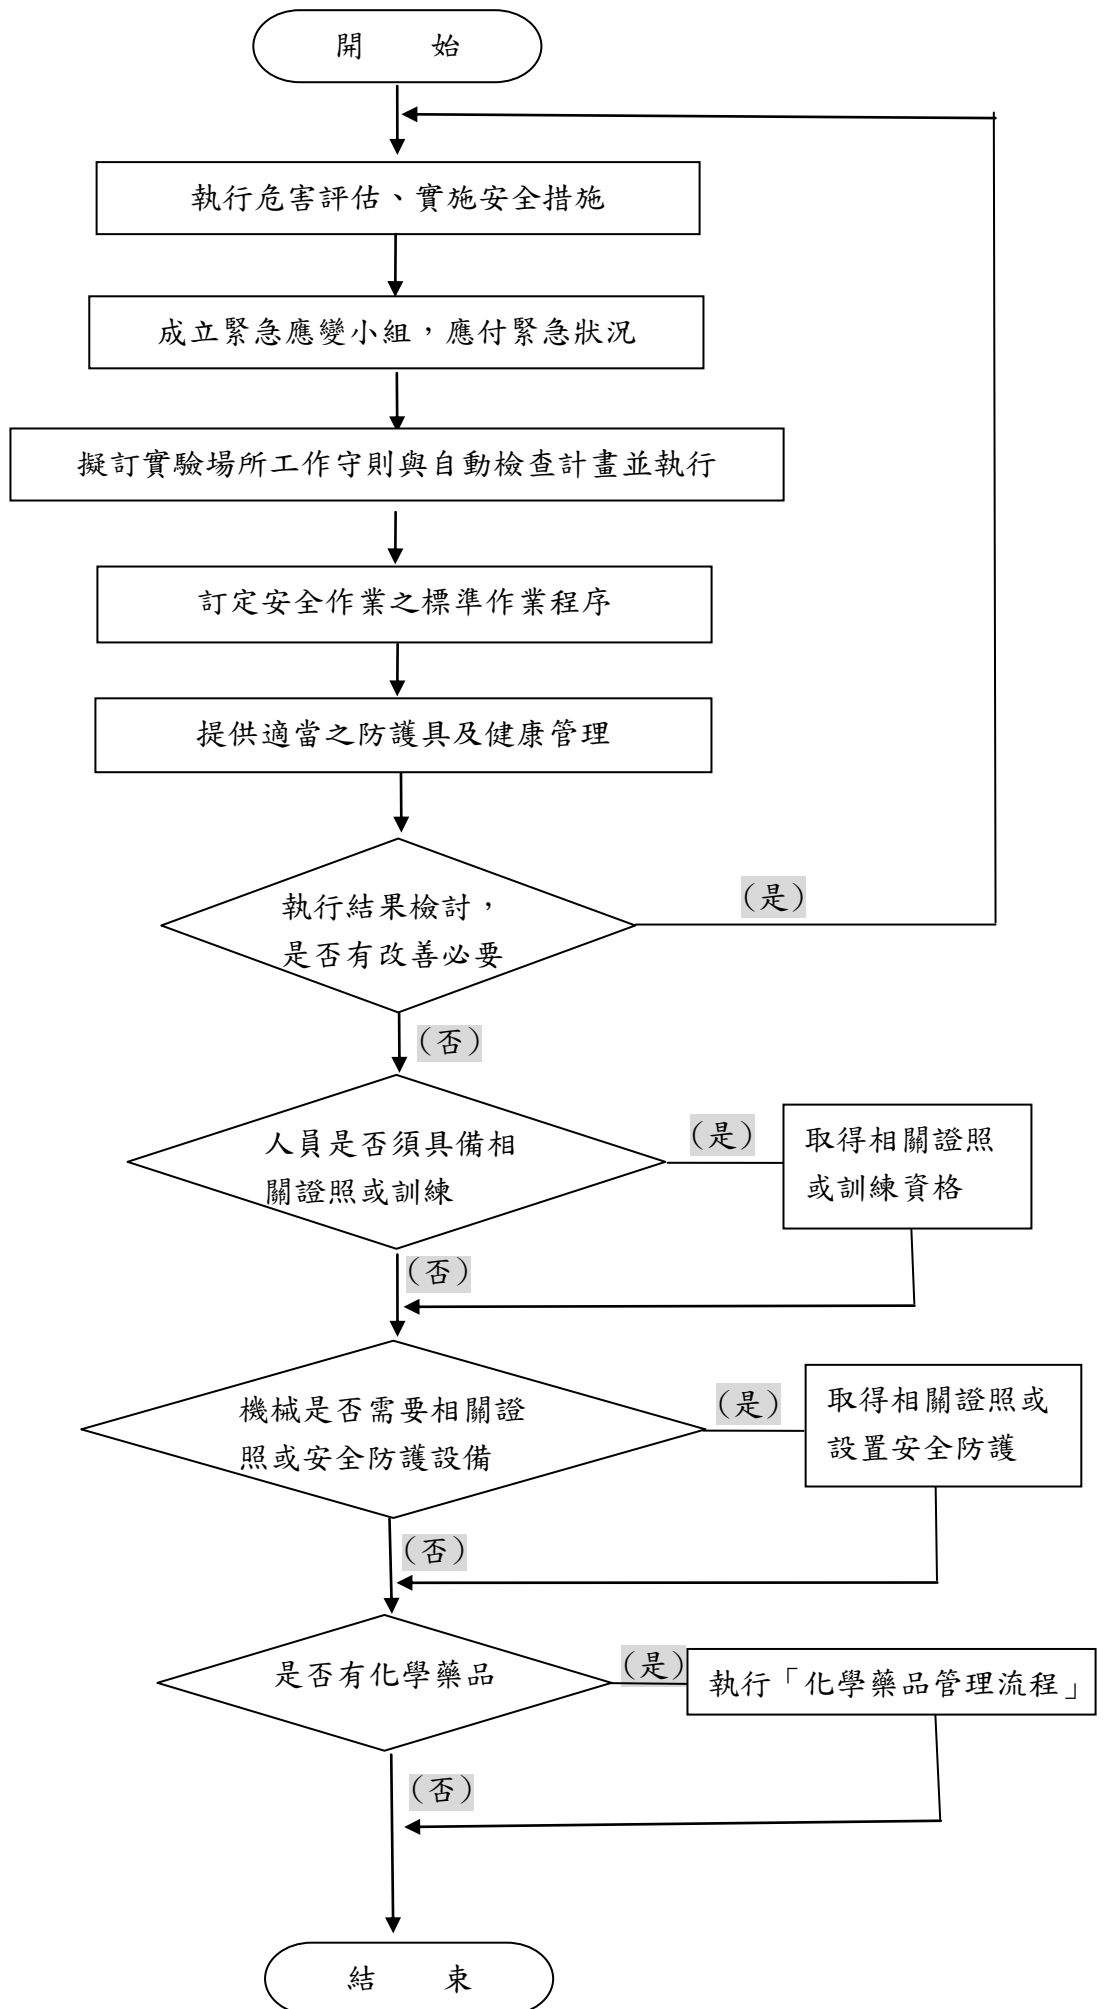 開 始
執行危害評估、實施安全措施
成立緊急應變小組，應付緊急狀況
擬訂實驗場所工作守則與自動檢查計畫並執行
訂定安全作業之標準作業程序
提供適當之防護具及健康管理
執行結果檢討，
是否有改善必要
（是）
（否）
人員是否須具備相
關證照或訓練
（是）
取得相關證照
或訓練資格
（否）
機械是否需要相關證
照或安全防護設備
（是）
取得相關證照或
設置安全防護
（否）
是否有化學藥品
（是）
執行「化學藥品管理流程」
（否）
結 束